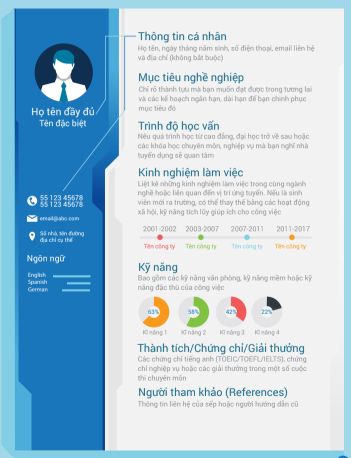 Họ tên đầy đủ
Tên đặc biệt
55 123 45678
55 123 45678
email@abc.com
Số nhà, tên đường
địa chỉ cụ thể
Ngôn ngữ
English
Spanish
German
Thông tin cá nhân
Họ tên, ngày tháng năm sinh, số điện thoại, email liên hệ
và địa chỉ (không bắt buộc)
Mục tiêu nghề nghiệp
Chỉ rõ thành tựu mà bạn muốn đạt được trong tương lai
và các kế hoạch ngắn hạn, dài hạn để bạn chinh phục
mục tiêu đó
Trình độ học vấn
Nêu quá trình học từ cao đẳng, đại học trở về sau hoặc
các khóa học chuyên môn, nghiệp vụ mà bạn nghĩ nhà
tuyển dụng sẽ quan tâm
Kinh nghiệm làm việc
Liệt kê những kinh nghiệm làm việc trong cùng ngành
nghề hoặc liên quan đến vị trí ứng tuyển. Nếu là sinh
viên mới ra trường, có thể thay thế bằng các hoạt động
xã hội, kỹ năng tích lũy giúp ích cho công việc
2001-2002 2003-2007 2007-2011 2011-2017
Tên công ty Tên công ty Tên công ty Tên công ty
Kỹ năng
Bao gồm các kỹ năng văn phòng, kỹ năng mềm hoặc kỹ
năng đặc thù của công việc
63% 58% 42% 22%
Kĩ năng 1 Kĩ năng 2 Kĩ năng 3 Kĩ năng 4
Thành tích/Chứng chỉ/Giải thưởng
Các chứng chỉ tiếng anh (TOEIC/TOEFL/IELTS), chứng
chỉ nghiệp vụ hoặc các giải thưởng trong một số cuộc
thi chuyên môn
Người tham khảo (References)
Thông tin liên hệ của sếp hoặc người hướng dẫn cũ